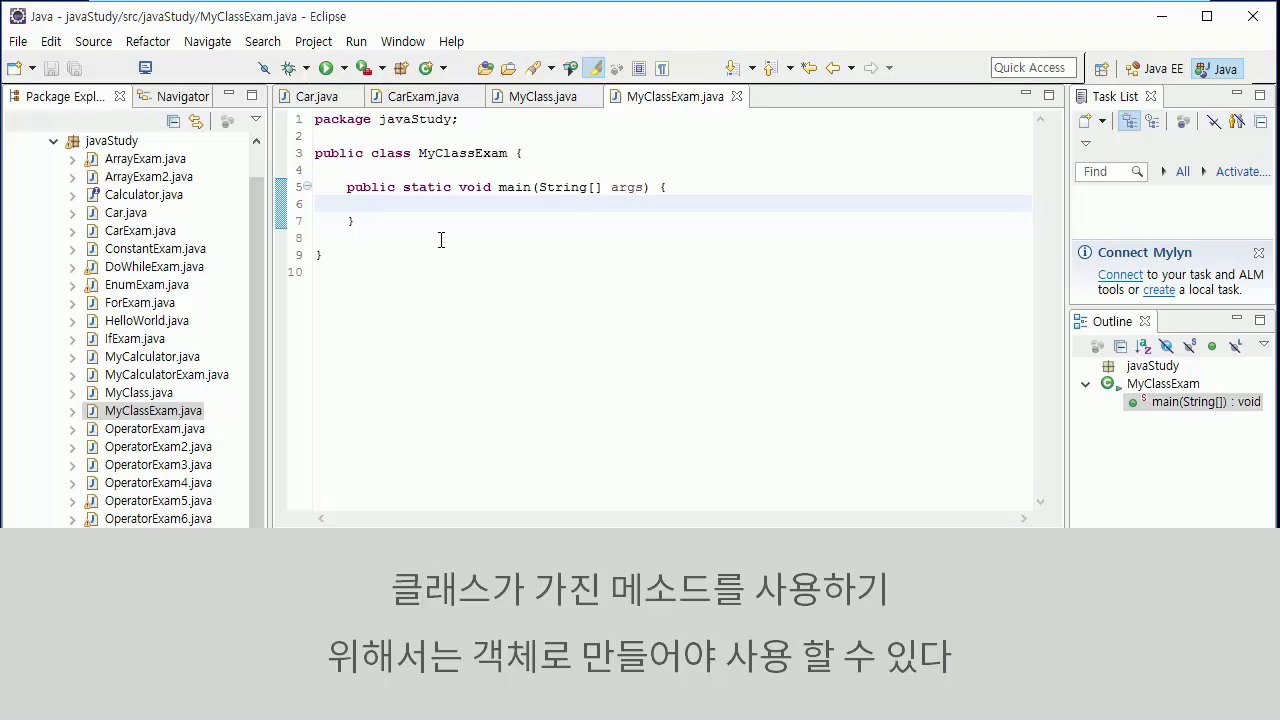 Java - javaStudy/src/javaStudy/MyClassExam.java - Eclipse
File Edit Source Refactor Navigate Search Project Run Window Help
Quick Access
Java EE
Java
Package Expl...
Navigator
javaStudy
ArrayExam.java
ArrayExam2.java
Calculator.java
Car.java
CarExam.java
ConstantExam.java
DoWhileExam.java
EnumExam.java
ForExam.java
HelloWorld.java
IfExam.java
MyCalculator.java
MyCalculatorExam.java
MyClass.java
MyClassExam.java
OperatorExam.java
OperatorExam2.java
OperatorExam3.java
OperatorExam4.java
OperatorExam5.java
OperatorExam6.java
Car.java
CarExam.java
MyClass.java
MyClassExam.java
1 package javaStudy;
2
3 public class MyClassExam {
4
5 public static void main(String[] args) {
6
7 }
8
9 }
10
Task List
Find
All
Activate...
Connect Mylyn
Connect to your task and ALM
tools or create a local task.
Outline
javaStudy
MyClassExam
main(String[]) : void
클래스가 가진 메소드를 사용하기
위해서는 객체로 만들어야 사용 할 수 있다